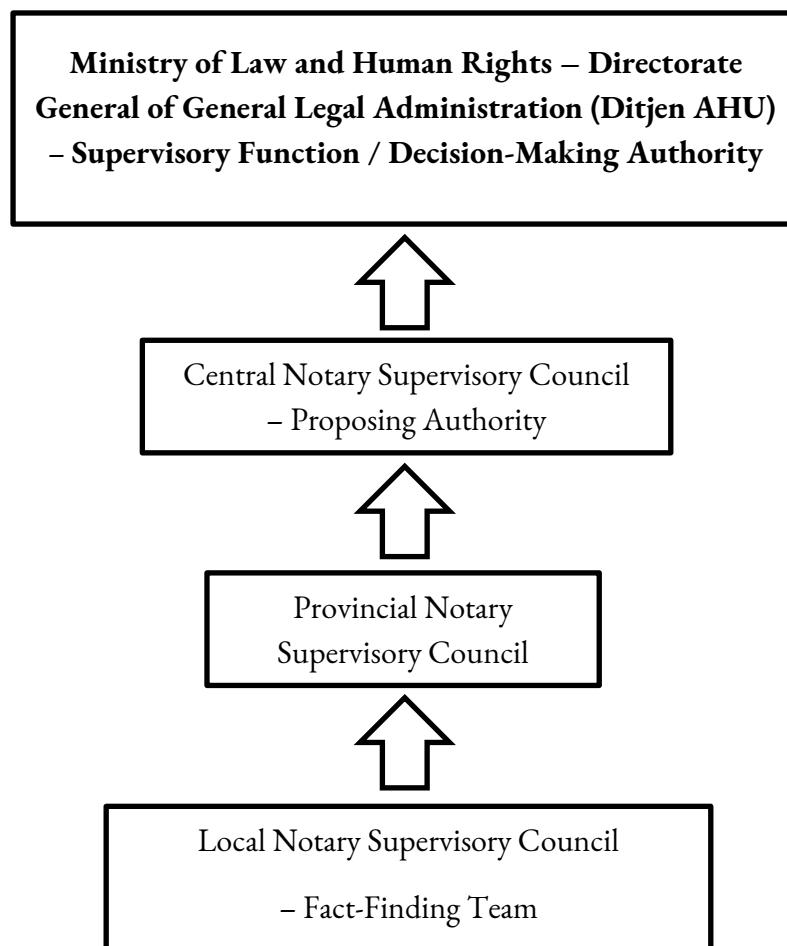 Ministry of Law and Human Rights – Directorate
General of General Legal Administration (Ditjen AHU)
– Supervisory Function / Decision-Making Authority
Central Notary Supervisory Council
– Proposing Authority
Provincial Notary
Supervisory Council
Local Notary Supervisory Council
– Fact-Finding Team